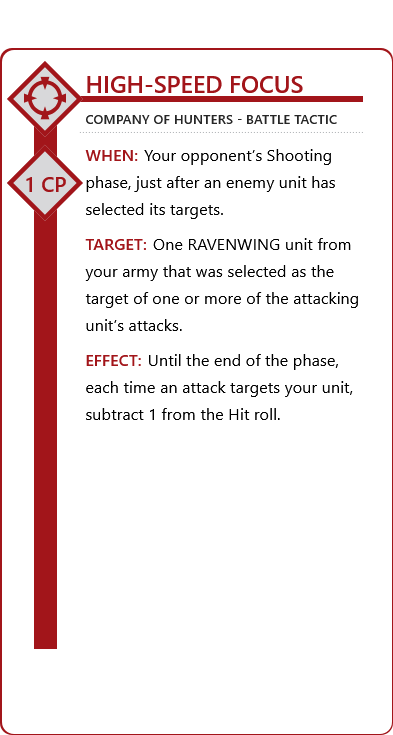 HIGH-SPEED FOCUS
COMPANY OF HUNTERS - BATTLE TACTIC
1 CP
WHEN: Your opponent's Shooting
phase, just after an enemy unit has
selected its targets.
TARGET: One RAVENWING unit from
your army that was selected as the
target of one or more of the attacking
unit's attacks.
EFFECT: Until the end of the phase,
each time an attack targets your unit,
subtract 1 from the Hit roll.